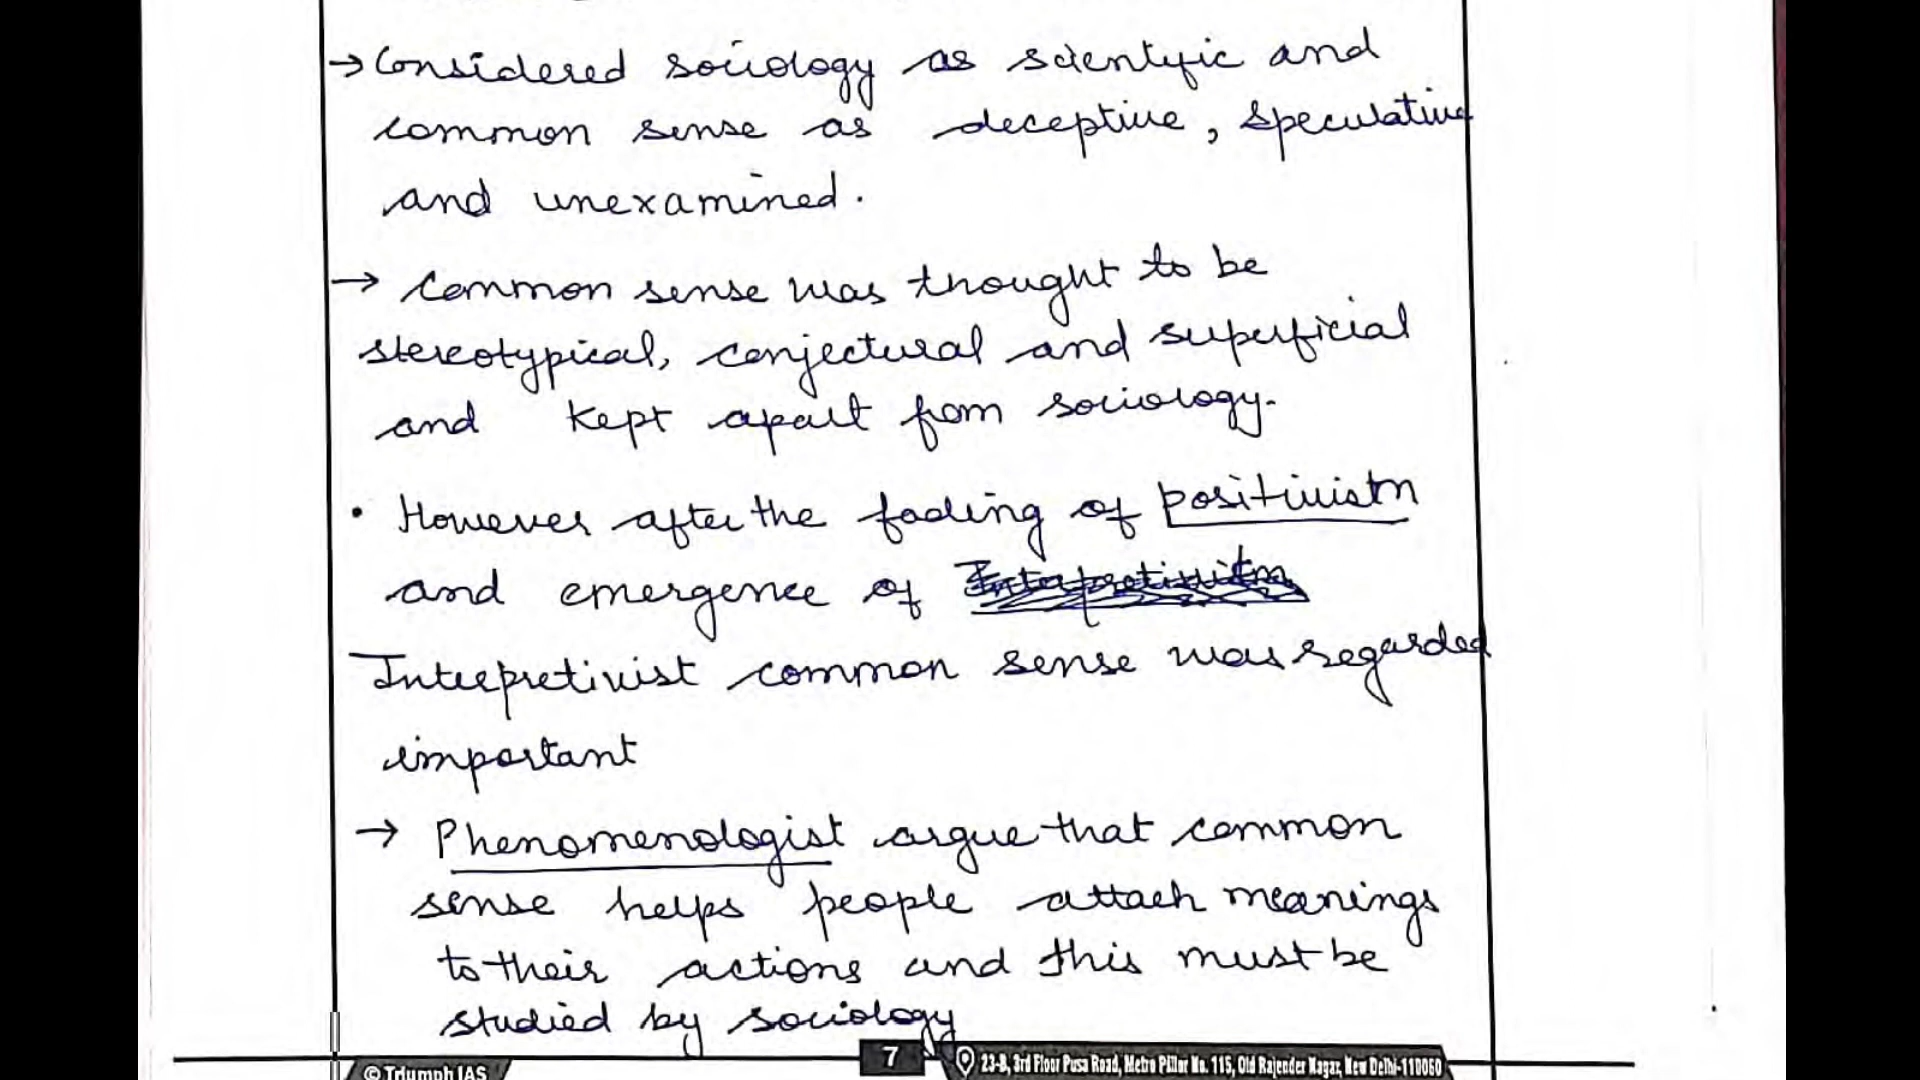 → Considered sociology as scientific and
common sense as deceptive, speculative
and unexamined.
→ Common sense was thought to be
stereotypical, conjectural and superficial
and kept apart from sociology.
• However after the fading of positivism
and emergence of
Interpretivist common sense was regarded
important
→ Phenomenologist argue that common
sense helps people attach meanings
to their actions and this must be
studied by sociology
© Triumph IAS
7
23-B, 3rd Floor Pusa Road, Metro Pillar No. 115, Old Rajender Nagar, New Delhi-110060